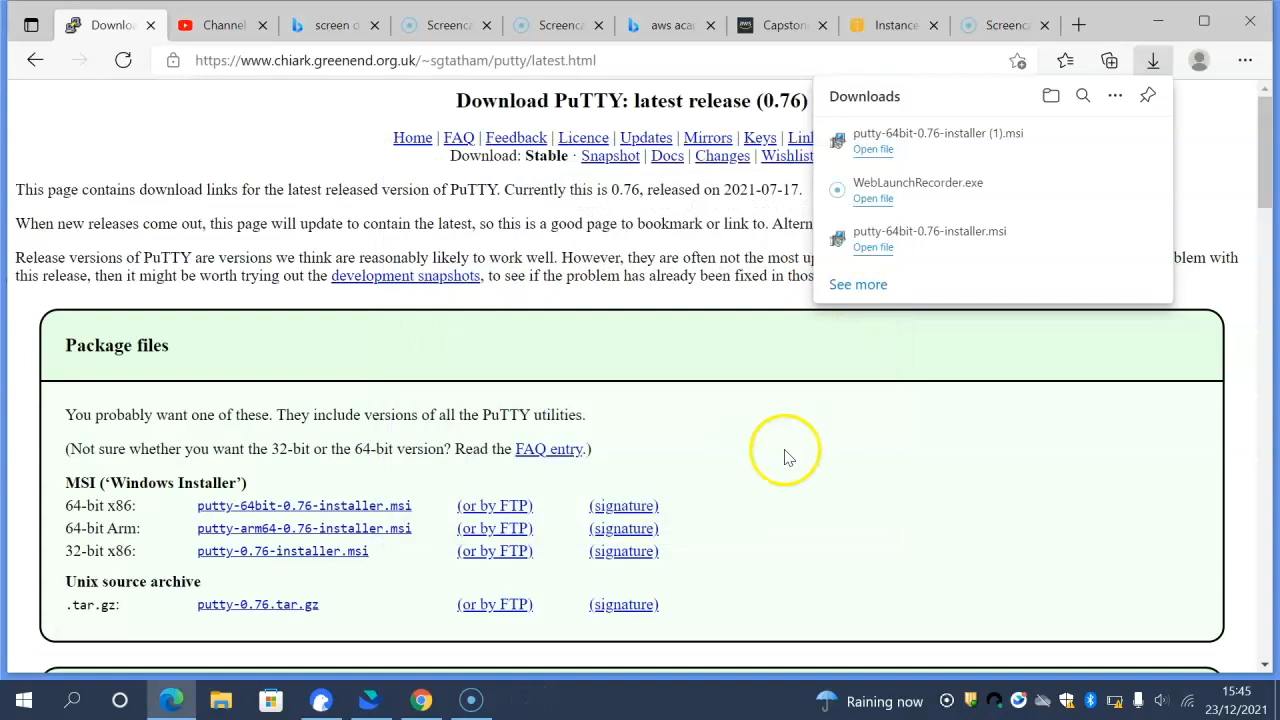 Downloa
Channel
screen d
Screenca
Screenca
aws aca
aws
Capston
Instance
Screenca
https://www.chiark.greenend.org.uk/~sgtatham/putty/latest.html
Downloads
putty-64bit-0.76-installer (1).msi
Open file
WebLaunchRecorder.exe
Open file
putty-64bit-0.76-installer.msi
Open file
See more
Download PuTTY: latest release (0.76)
Home | FAQ | Feedback | Licence | Updates | Mirrors | Keys | Lin
Download: Stable · Snapshot | Docs | Changes | Wishlist
This page contains download links for the latest released version of PuTTY. Currently this is 0.76, released on 2021-07-17.
When new releases come out, this page will update to contain the latest, so this is a good page to bookmark or link to. Altern
Release versions of PuTTY are versions we think are reasonably likely to work well. However, they are often not the most up blem with
this release, then it might be worth trying out the development snapshots, to see if the problem has already been fixed in thos
Package files
You probably want one of these. They include versions of all the PuTTY utilities.
(Not sure whether you want the 32-bit or the 64-bit version? Read the FAQ entry.)
MSI (‘Windows Installer’)
64-bit x86: putty-64bit-0.76-installer.msi (or by FTP) (signature)
64-bit Arm: putty-arm64-0.76-installer.msi (or by FTP) (signature)
32-bit x86: putty-0.76-installer.msi (or by FTP) (signature)
Unix source archive
.tar.gz: putty-0.76.tar.gz (or by FTP) (signature)
Raining now
15:45
23/12/2021